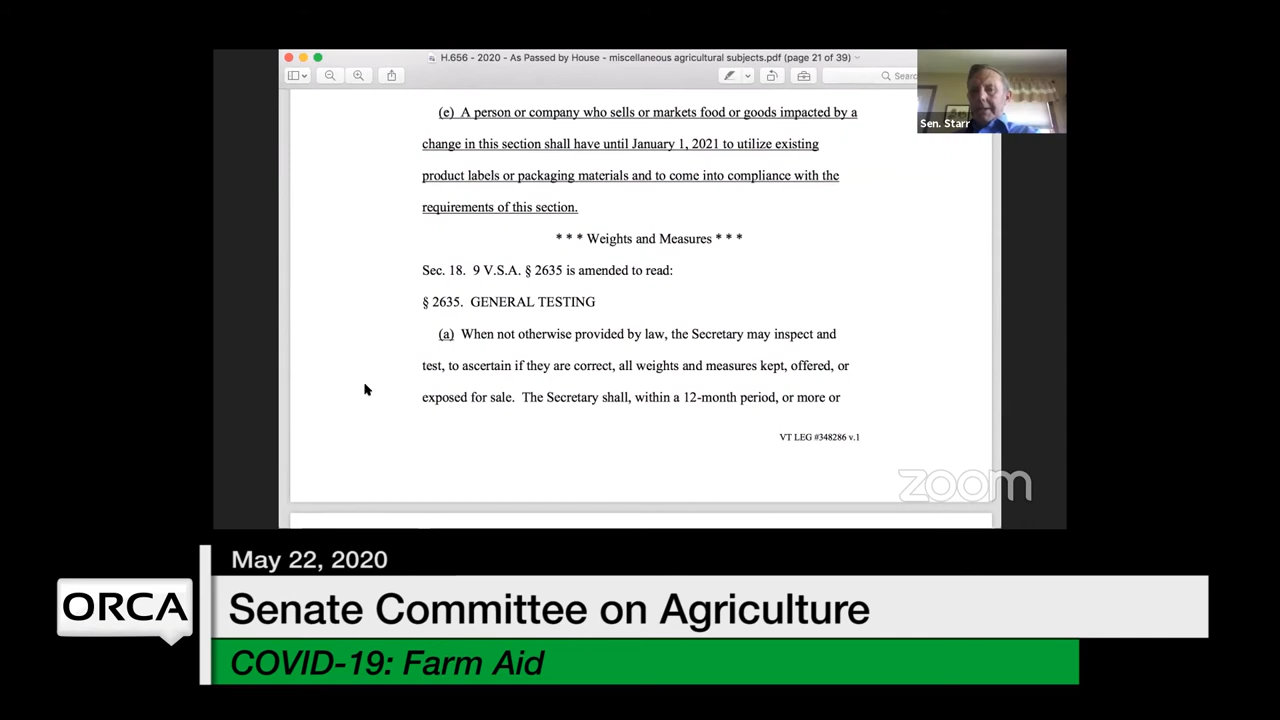 H.656 - 2020 - As Passed by House - miscellaneous agricultural subjects.pdf (page 21 of 39)
Searc
Sen. Starr
(e) A person or company who sells or markets food or goods impacted by a
change in this section shall have until January 1, 2021 to utilize existing
product labels or packaging materials and to come into compliance with the
requirements of this section.
* * * Weights and Measures * * *
Sec. 18. 9 V.S.A. § 2635 is amended to read:
§ 2635. GENERAL TESTING
(a) When not otherwise provided by law, the Secretary may inspect and
test, to ascertain if they are correct, all weights and measures kept, offered, or
exposed for sale. The Secretary shall, within a 12-month period, or more or
VT LEG #348286 v.1
zoom
May 22, 2020
ORCA
Senate Committee on Agriculture
COVID-19: Farm Aid